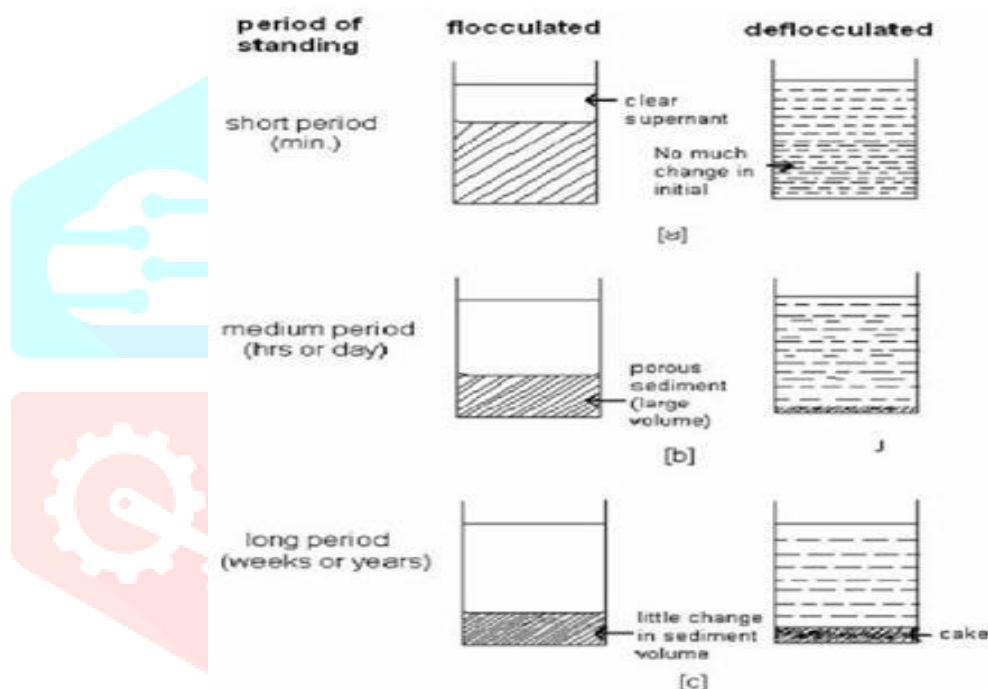 period of
standing
flocculated
deflocculated
short period
(min.)
clear
supernant
No much
change in
initial
[a]
medium period
(hrs or day)
porous
sediment
(large
volume)
[b]
J
long period
(weeks or years)
little change
in sediment
volume
cake
[c]